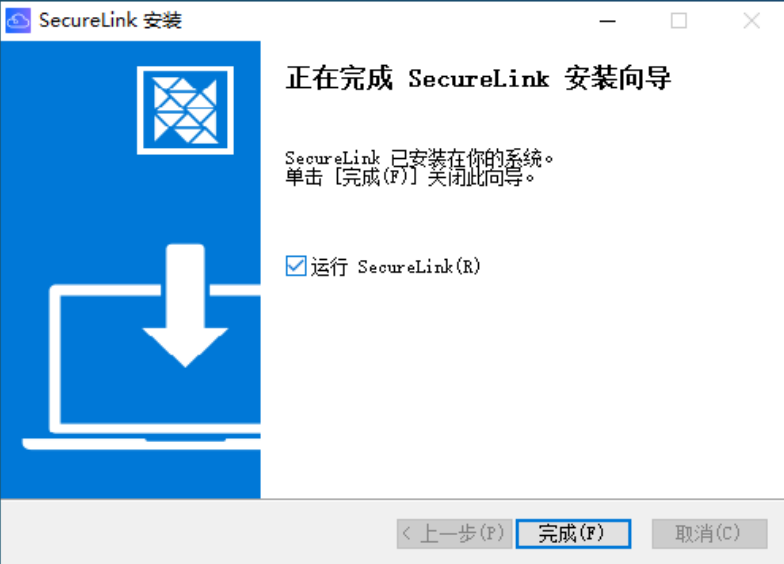 SecureLink 安装
正在完成 SecureLink 安装向导
SecureLink 已安装在你的系统。
单击 [完成(F)] 关闭此向导。
运行 SecureLink(R)
< 上一步(P)
完成(F)
取消(C)